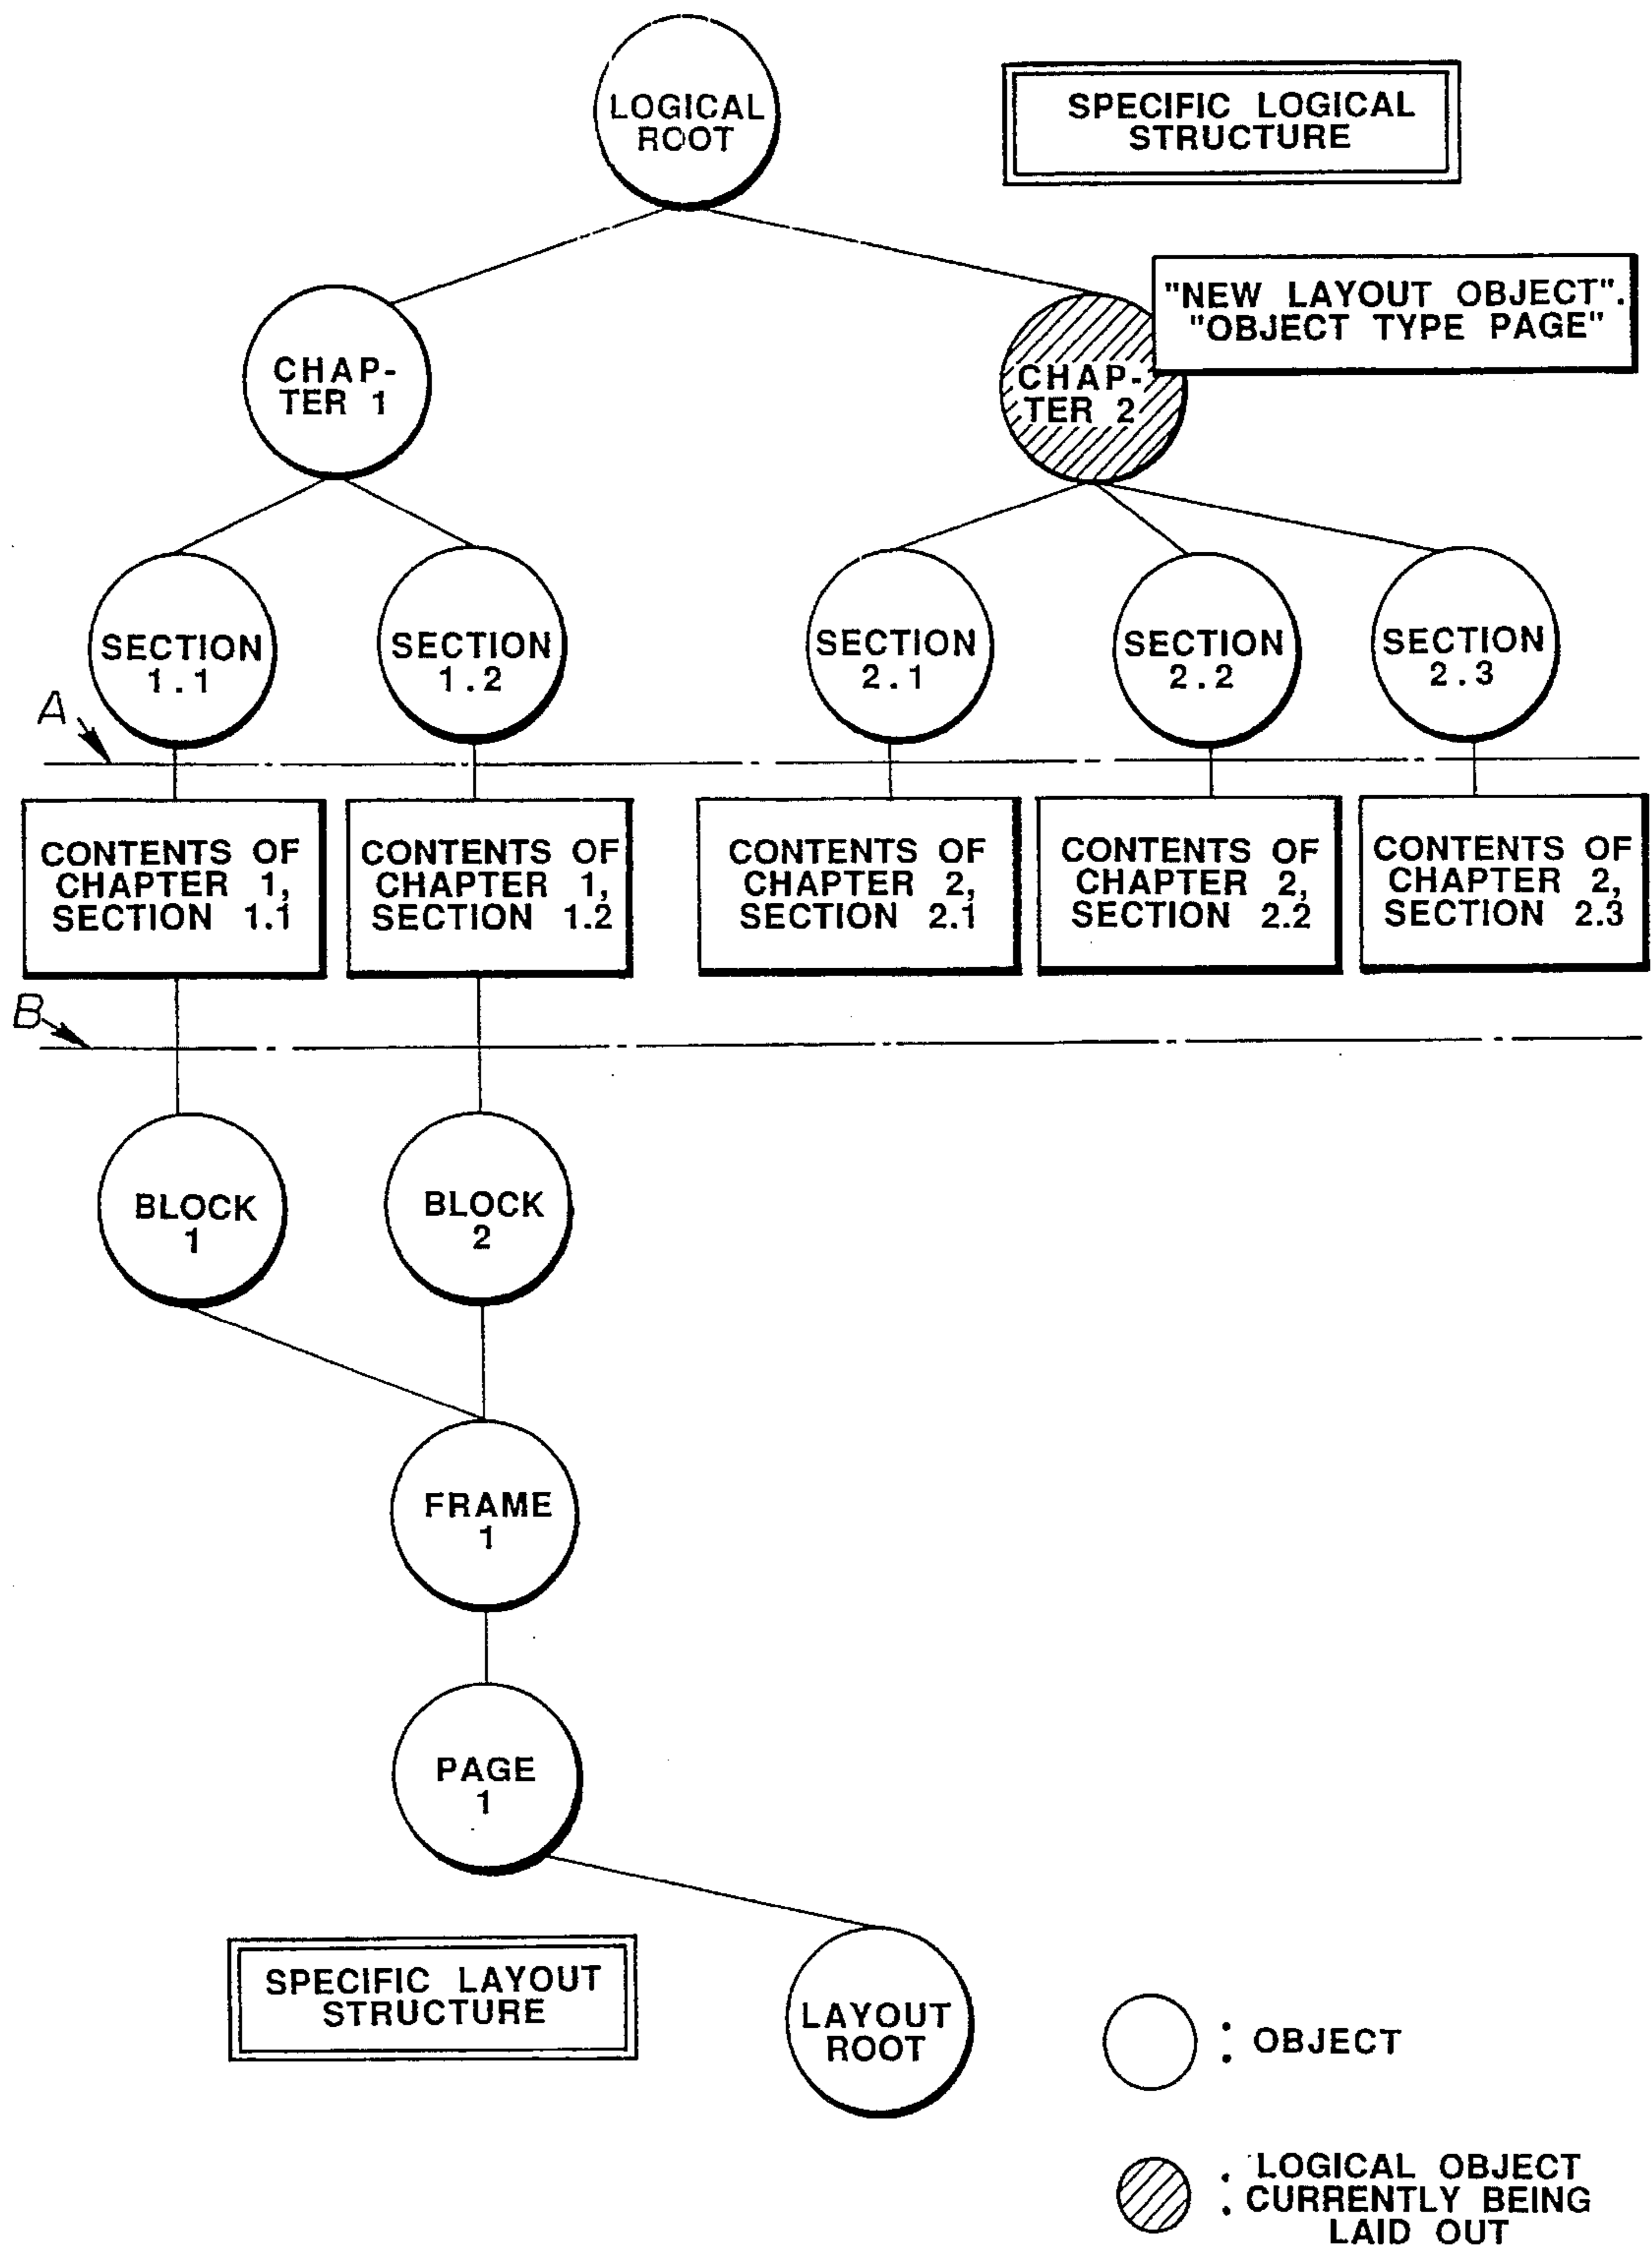 LOGICAL
ROOT
SPECIFIC LOGICAL
STRUCTURE
"NEW LAYOUT OBJECT".
"OBJECT TYPE PAGE"
CHAP-
TER 1
CHAP-
TER 2
SECTION
1.1
SECTION
1.2
SECTION
2.1
SECTION
2.2
SECTION
2.3
A
CONTENTS OF
CHAPTER 1,
SECTION 1.1
CONTENTS OF
CHAPTER 1,
SECTION 1.2
CONTENTS OF
CHAPTER 2,
SECTION 2.1
CONTENTS OF
CHAPTER 2,
SECTION 2.2
CONTENTS OF
CHAPTER 2,
SECTION 2.3
B
BLOCK
1
BLOCK
2
FRAME
1
PAGE
1
SPECIFIC LAYOUT
STRUCTURE
LAYOUT
ROOT
: OBJECT
: LOGICAL OBJECT
CURRENTLY BEING
LAID OUT